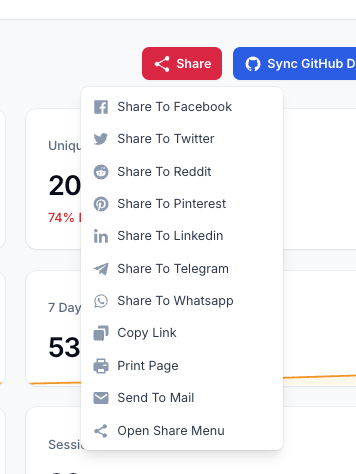 Share
Sync GitHub D
Share To Facebook
Share To Twitter
Share To Reddit
Share To Pinterest
Share To Linkedin
Share To Telegram
Share To Whatsapp
Copy Link
Print Page
Send To Mail
Open Share Menu
Uniqu
20
74%
7 Day
53
Sessi